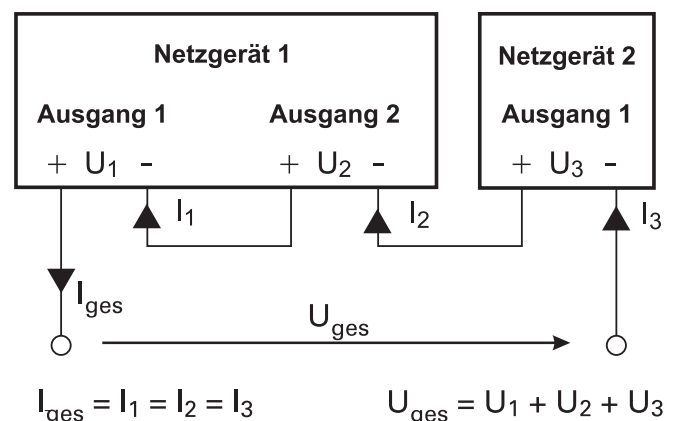 Netzgerät 1
Netzgerät 2
Ausgang 1
Ausgang 2
Ausgang 1
+ U1 -
+ U2 -
+ U3 -
I1
I2
I3
Iges
Uges
Iges = I1 = I2 = I3
Uges = U1 + U2 + U3